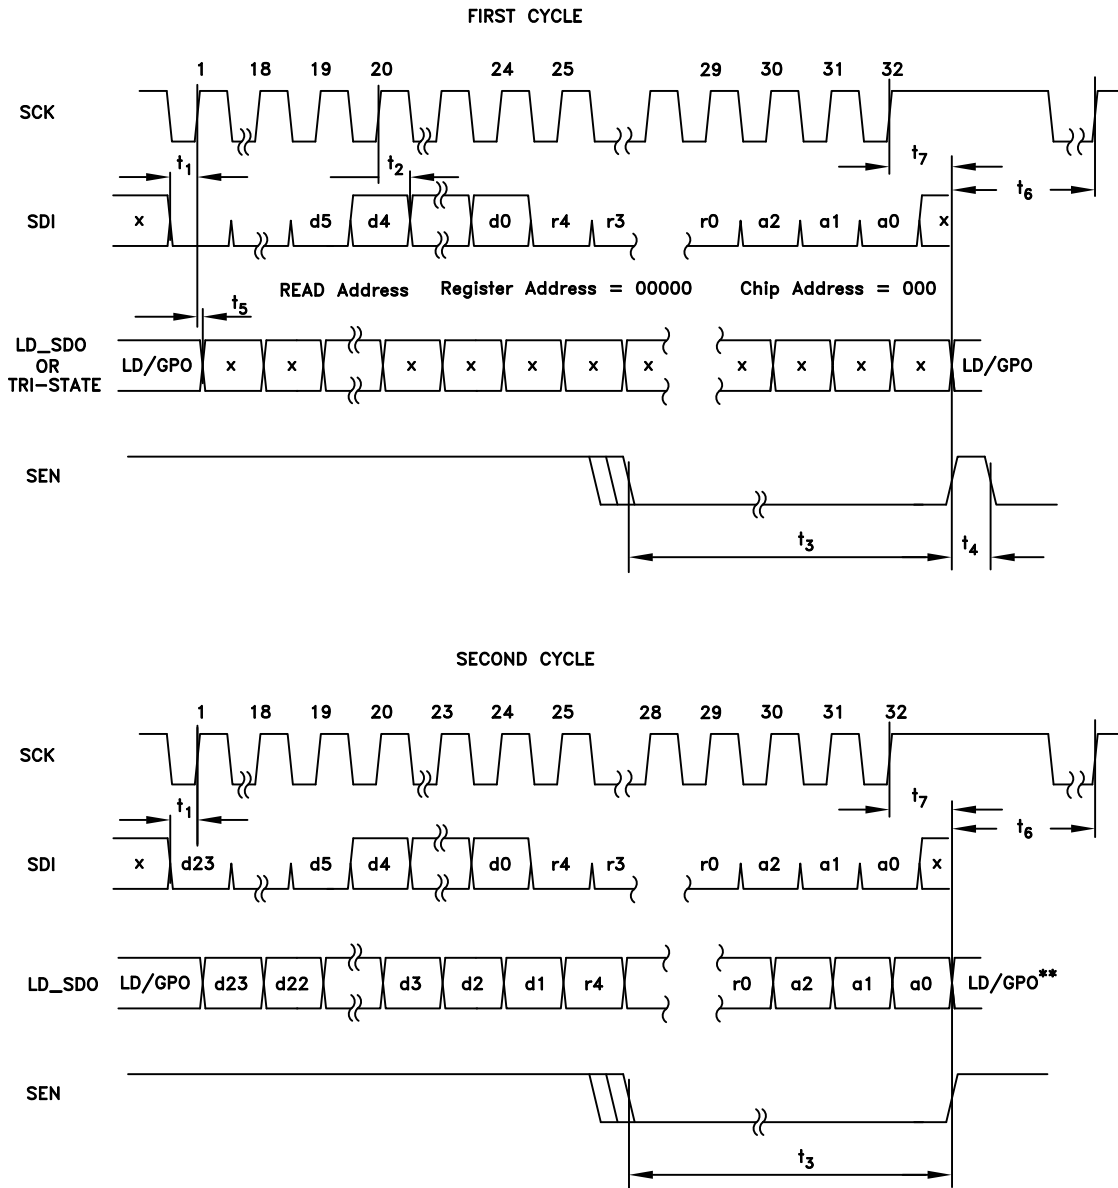 FIRST CYCLE
1 18 19 20 24 25 29 30 31 32
SCK
t1 t2 t7 t6
SDI x d5 d4 d0 r4 r3 r0 a2 a1 a0 x
READ Address Register Address = 00000 Chip Address = 000
t5
LD_SDO
OR
TRI-STATE
LD/GPO x x x x x x x x x x x LD/GPO
SEN
t3 t4
SECOND CYCLE
1 18 19 20 23 24 25 28 29 30 31 32
SCK
t1 t7 t6
SDI x d23 d5 d4 d0 r4 r3 r0 a2 a1 a0 x
LD_SDO LD/GPO d23 d22 d3 d2 d1 r4 r0 a2 a1 a0 LD/GPO**
SEN
t3